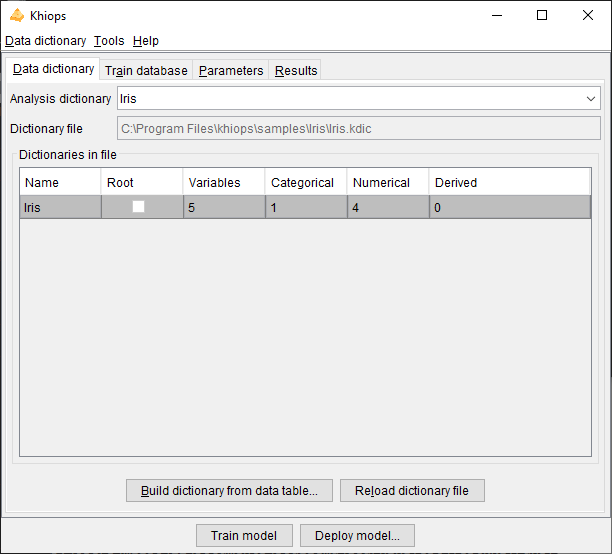 Khiops
Data dictionary Tools Help
Data dictionary Train database Parameters Results
Analysis dictionary Iris
Dictionary file C:\Program Files\khiops\samples\Iris\Iris.kdic
Dictionaries in file
Name Root Variables Categorical Numerical Derived
Iris 5 1 4 0
Build dictionary from data table... Reload dictionary file
Train model Deploy model...